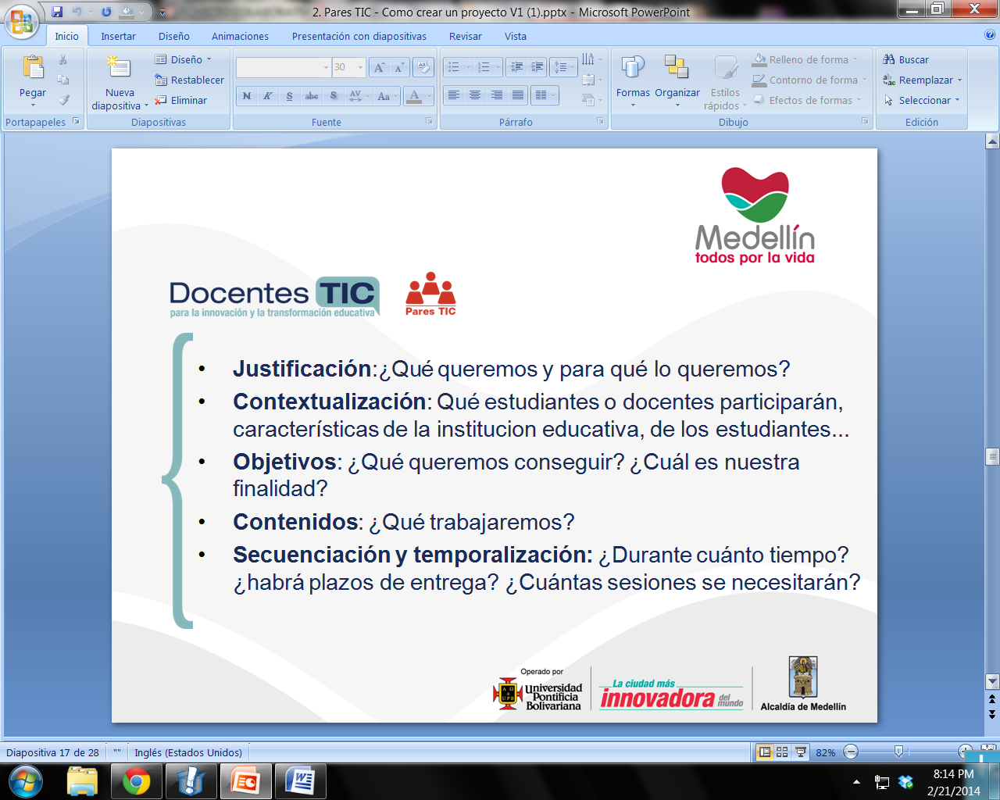 2. Pares TIC - Como crear un proyecto V1 (1).pptx - Microsoft PowerPoint
Inicio Insertar Diseño Animaciones Presentación con diapositivas Revisar Vista
Pegar
Portapapeles
Nueva diapositiva
Diseño
Restablecer
Eliminar
Diapositivas
30
N K S abc S AV Aa A
Fuente
Párrafo
Formas Organizar Estilos rápidos
Relleno de forma
Contorno de forma
Efectos de formas
Dibujo
Buscar
Reemplazar
Seleccionar
Edición
Medellín
todos por la vida
Docentes TIC
para la innovación y la transformación educativa
Pares TIC
• Justificación:¿Qué queremos y para qué lo queremos?
• Contextualización: Qué estudiantes o docentes participarán,
características de la institucion educativa, de los estudiantes...
• Objetivos: ¿Qué queremos conseguir? ¿Cuál es nuestra
finalidad?
• Contenidos: ¿Qué trabajaremos?
• Secuenciación y temporalización: ¿Durante cuánto tiempo?
¿habrá plazos de entrega? ¿Cuántas sesiones se necesitarán?
Operado por
Universidad
Pontificia
Bolivariana
La ciudad más
innovadora del mundo
Alcaldía de Medellín
Diapositiva 17 de 28 "" Inglés (Estados Unidos) 82%
8:14 PM
2/21/2014